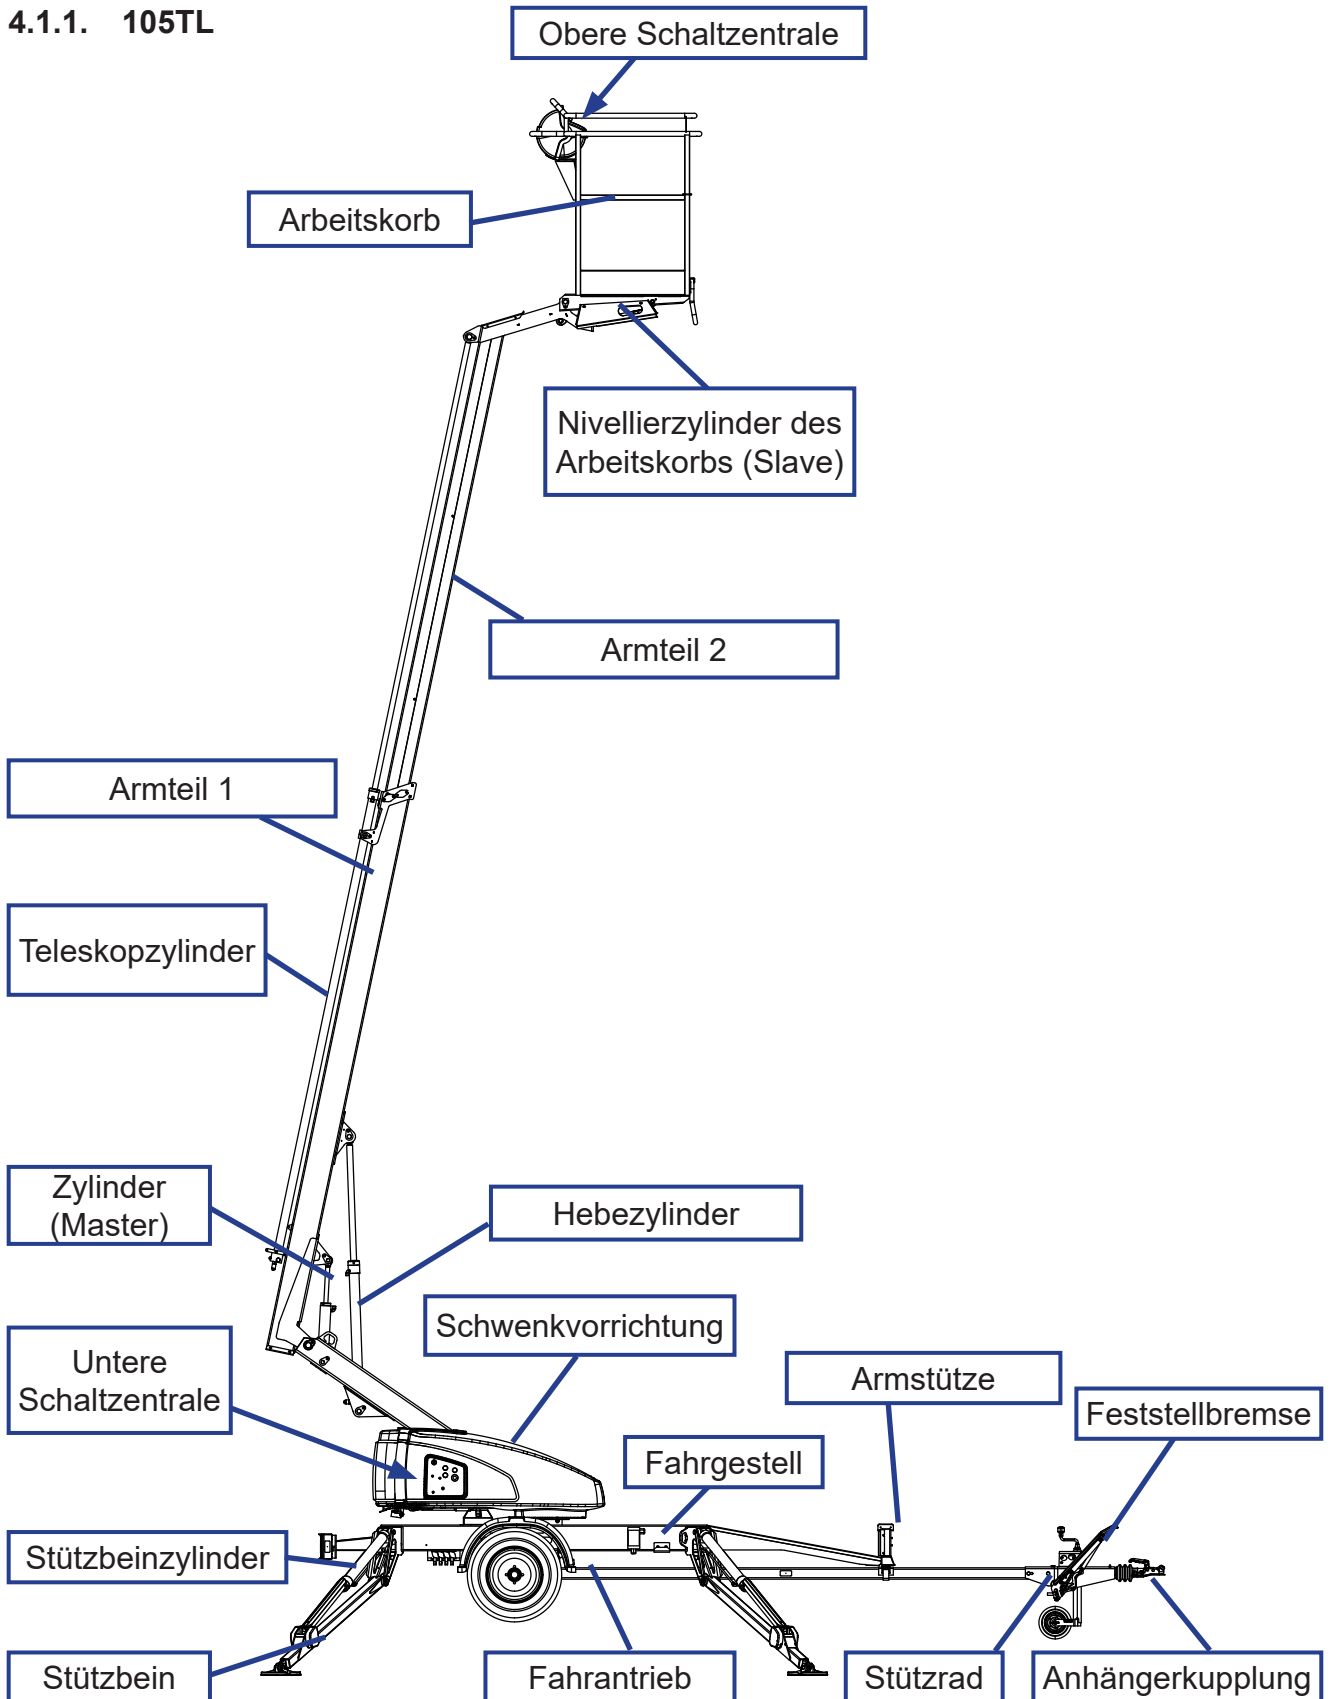 4.1.1. 105TL
Obere Schaltzentrale
Arbeitskorb
Nivellierzylinder des
Arbeitskorbs (Slave)
Armteil 2
Armteil 1
Teleskopzylinder
Zylinder
(Master)
Hebezylinder
Schwenkvorrichtung
Untere
Schaltzentrale
Armstütze
Feststellbremse
Fahrgestell
Stützbeinzylinder
Stützbein
Fahrantrieb
Stützrad
Anhängerkupplung